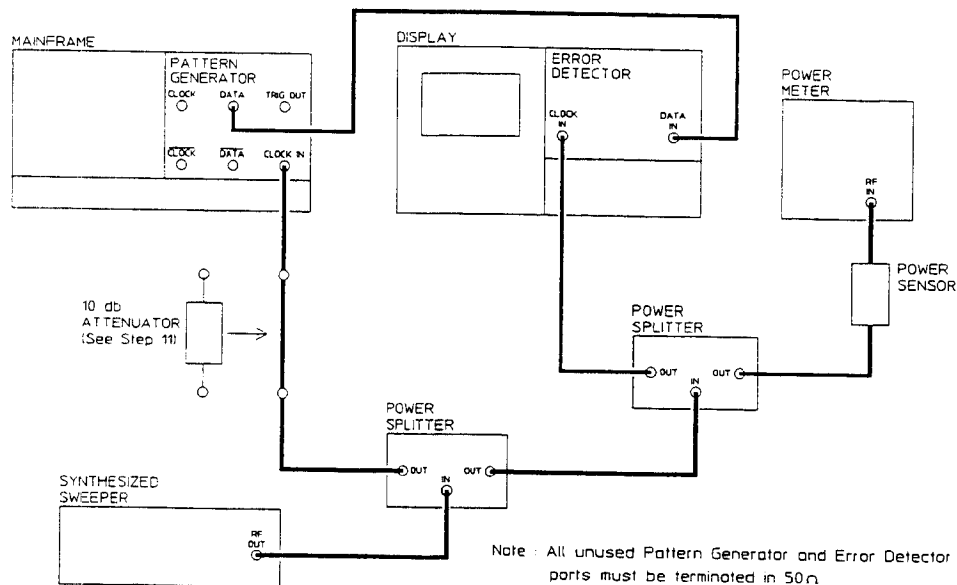 MAINFRAME
PATTERN
GENERATOR
CLOCK DATA TRIG OUT
CLOCK DATA CLOCK IN
DISPLAY
ERROR
DETECTOR
CLOCK
IN
DATA
IN
POWER
METER
RF
IN
POWER
SENSOR
10 db
ATTENUATOR
(See Step 11)
POWER
SPLITTER
OUT
IN
OUT
POWER
SPLITTER
OUT
IN
OUT
SYNTHESIZED
SWEEPER
RF
OUT
Note : All unused Pattern Generator and Error Detector
ports must be terminated in 50Ω